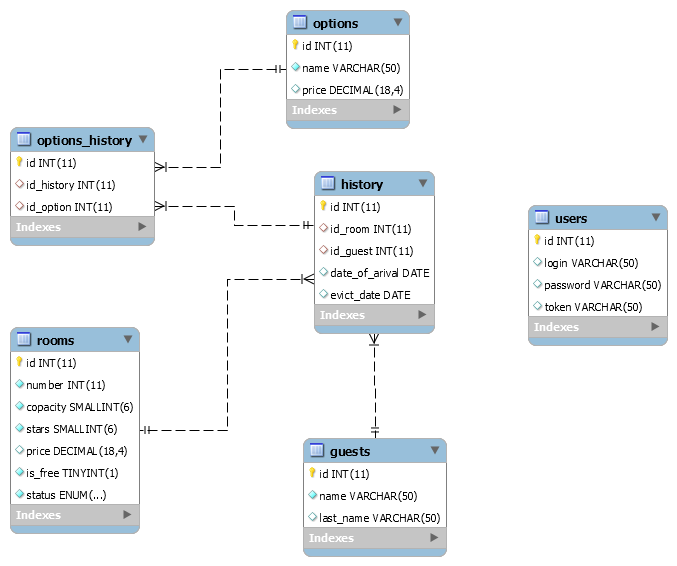 options
id INT(11)
name VARCHAR(50)
price DECIMAL(18,4)
Indexes
options_history
id INT(11)
id_history INT(11)
id_option INT(11)
Indexes
history
id INT(11)
id_room INT(11)
id_guest INT(11)
date_of_arival DATE
evict_date DATE
Indexes
users
id INT(11)
login VARCHAR(50)
password VARCHAR(50)
token VARCHAR(50)
Indexes
rooms
id INT(11)
number INT(11)
copacity SMALLINT(6)
stars SMALLINT(6)
price DECIMAL(18,4)
is_free TINYINT(1)
status ENUM(...)
Indexes
guests
id INT(11)
name VARCHAR(50)
last_name VARCHAR(50)
Indexes